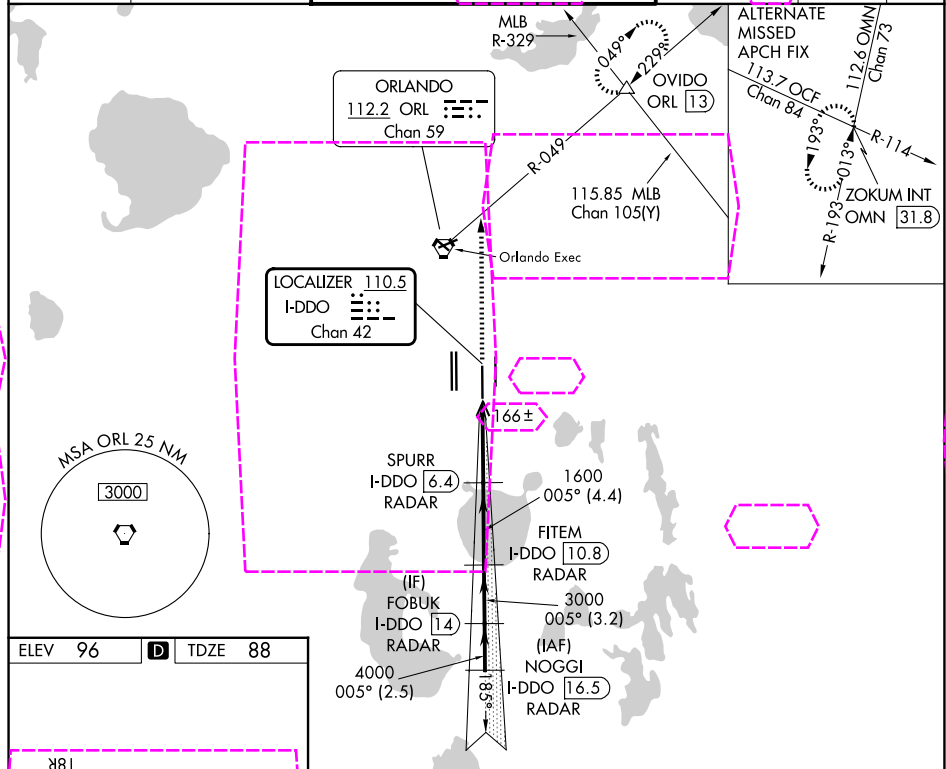 MLB
R-329
049°
229°
OVIDO
ORL 13
ALTERNATE
MISSED
APCH FIX
112.6 OMN
Chan 73
113.7 OCF
Chan 84
193°
013°
R-114
R-193
ZOKUM INT
OMN 31.8
ORLANDO
112.2 ORL
Chan 59
R-049
115.85 MLB
Chan 105(Y)
Orlando Exec
LOCALIZER 110.5
I-DDO
Chan 42
166±
MSA ORL 25 NM
3000
SPURR
I-DDO 6.4
RADAR
1600
005° (4.4)
FITEM
I-DDO 10.8
RADAR
(IF)
FOBUK
I-DDO 14
RADAR
3000
005° (3.2)
(IAF)
NOGGI
I-DDO 16.5
RADAR
4000
005° (2.5)
185°
ELEV 96 D TDZE 88
18R